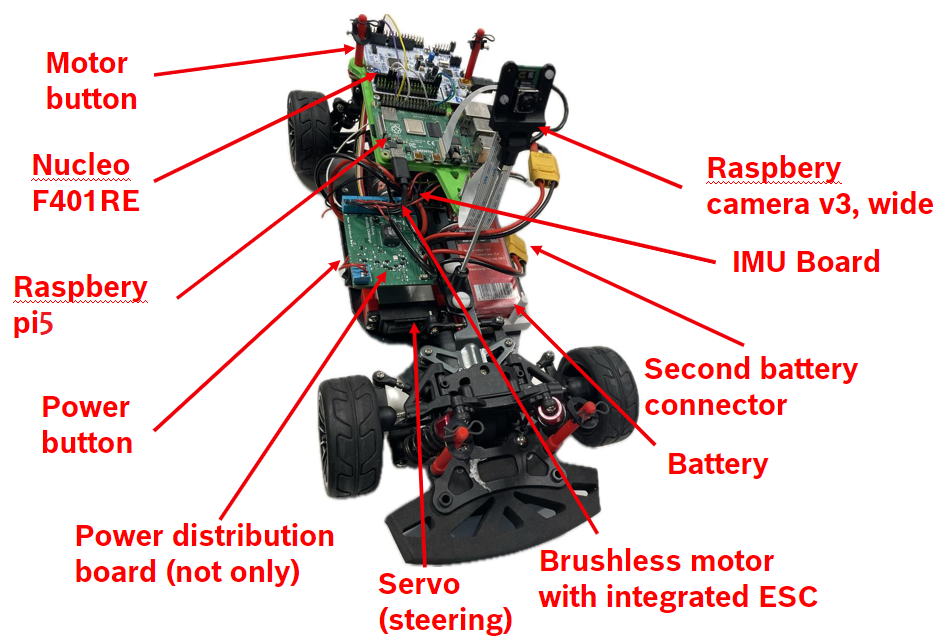 Motor
button
Nucleo
F401RE
Raspbery
camera v3, wide
IMU Board
Raspbery
pi5
Second battery
connector
Power
button
Battery
Power distribution
board (not only)
Brushless motor
with integrated ESC
Servo
(steering)